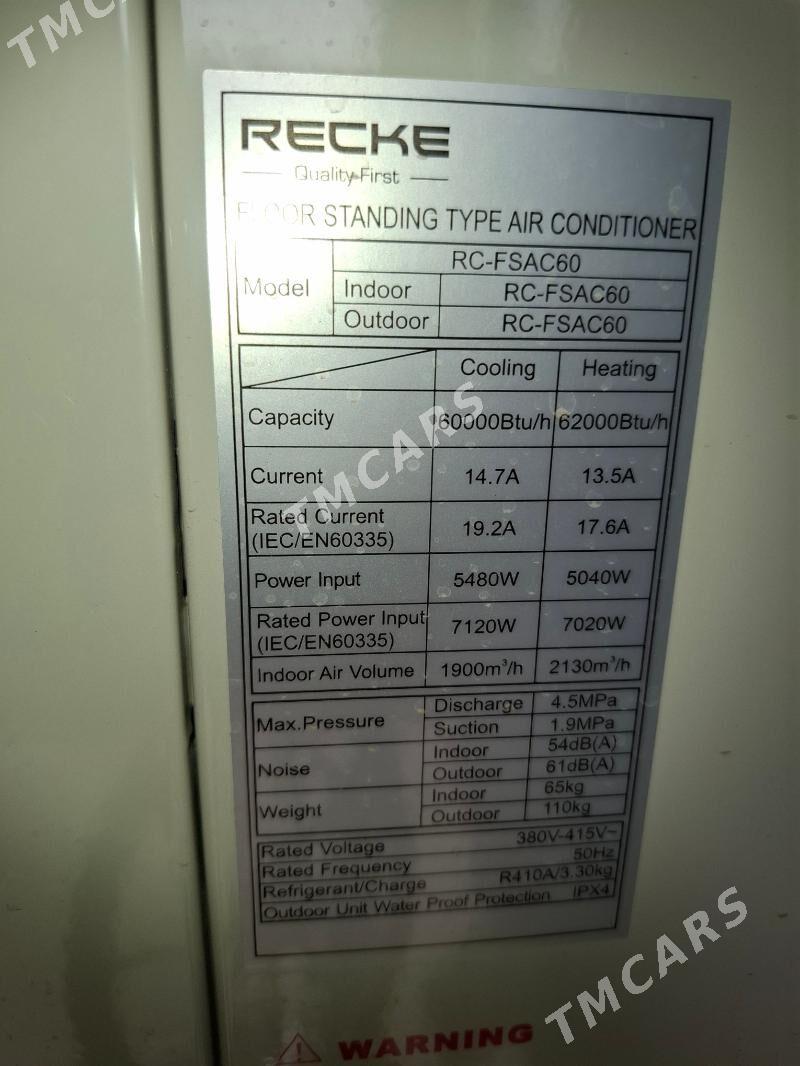 TMCARS
RECKE
Quality First
FLOOR STANDING TYPE AIR CONDITIONER
Model RC-FSAC60
Indoor RC-FSAC60
Outdoor RC-FSAC60
Cooling Heating
Capacity 60000Btu/h 62000Btu/h
TMCARS
Current 14.7A 13.5A
Rated Current
(IEC/EN60335) 19.2A 17.6A
Power Input 5480W 5040W
Rated Power Input
(IEC/EN60335) 7120W 7020W
Indoor Air Volume 1900m³/h 2130m³/h
Max.Pressure Discharge 4.5MPa
Suction 1.9MPa
Noise Indoor 54dB(A)
Outdoor 61dB(A)
Weight Indoor 65kg
Outdoor 110kg
Rated Voltage 380V-415V~
Rated Frequency 50Hz
Refrigerant/Charge R410A/3.30kg
Outdoor Unit Water Proof Protection IPX4
TMCARS
WARNING